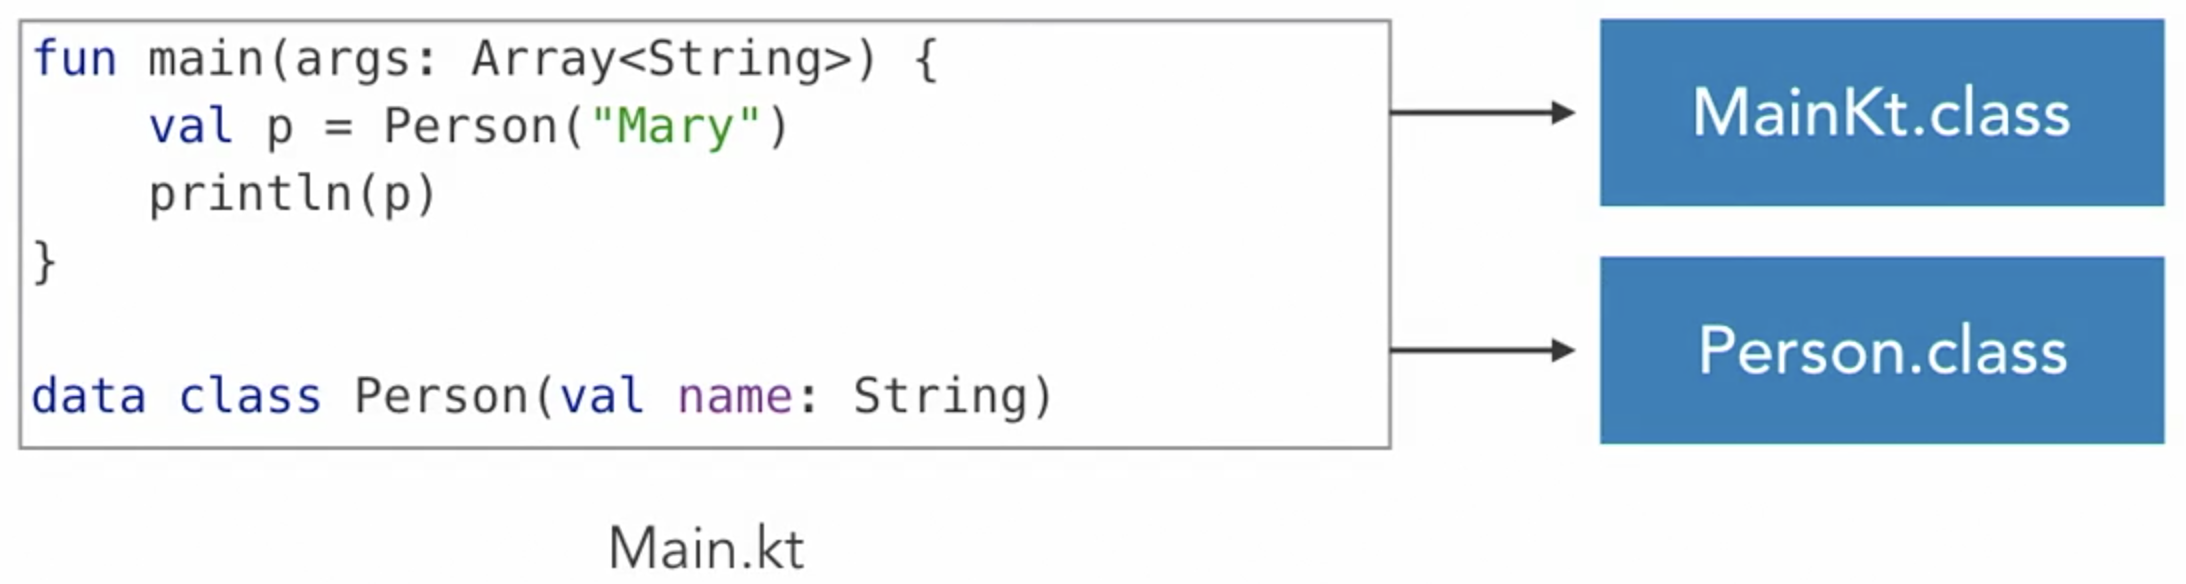 fun main(args: Array<String>) {
    val p = Person("Mary")
    println(p)
}
data class Person(val name: String)
Main.kt
MainKt.class
Person.class